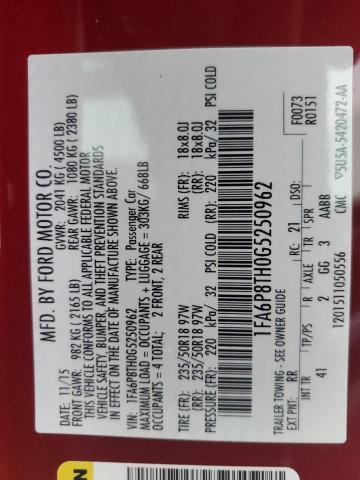 MFD. BY FORD MOTOR CO.
DATE: 11/15 GVWR: 2041 KG ( 4500 LB)
FRONT GAWR: 982 KG ( 2165 LB) REAR GAWR: 1080 KG ( 2380 LB)
THIS VEHICLE CONFORMS TO ALL APPLICABLE FEDERAL MOTOR
VEHICLE SAFETY, BUMPER, AND THEFT PREVENTION STANDARDS
IN EFFECT ON THE DATE OF MANUFACTURE SHOWN ABOVE.
VIN: 1FA6P8TH0G5250962 TYPE: Passenger Car
MAXIMUM LOAD = OCCUPANTS + LUGGAGE = 303KG/ 668LB
OCCUPANTS = 4 TOTAL; 2 FRONT, 2 REAR
TIRE (FR): 235/50R18 97W RIMS (FR): 18x8.0J
TIRE (RR): 235/50R18 97W RIMS (RR): 18x8.0J
PRESSURE (FR): 220 kPa/ 32 PSI COLD (RR): 220 kPa/ 32 PSI COLD
1FA6P8TH0G5250962
F0073
TRAILER TOWING - SEE OWNER GUIDE R0151
EXT PNT: RR RC: 21 DSO:
INT TR TP/PS R AXLE TR SPR
41 2 GG 3 AABB
1Z01511050556 CMC
N